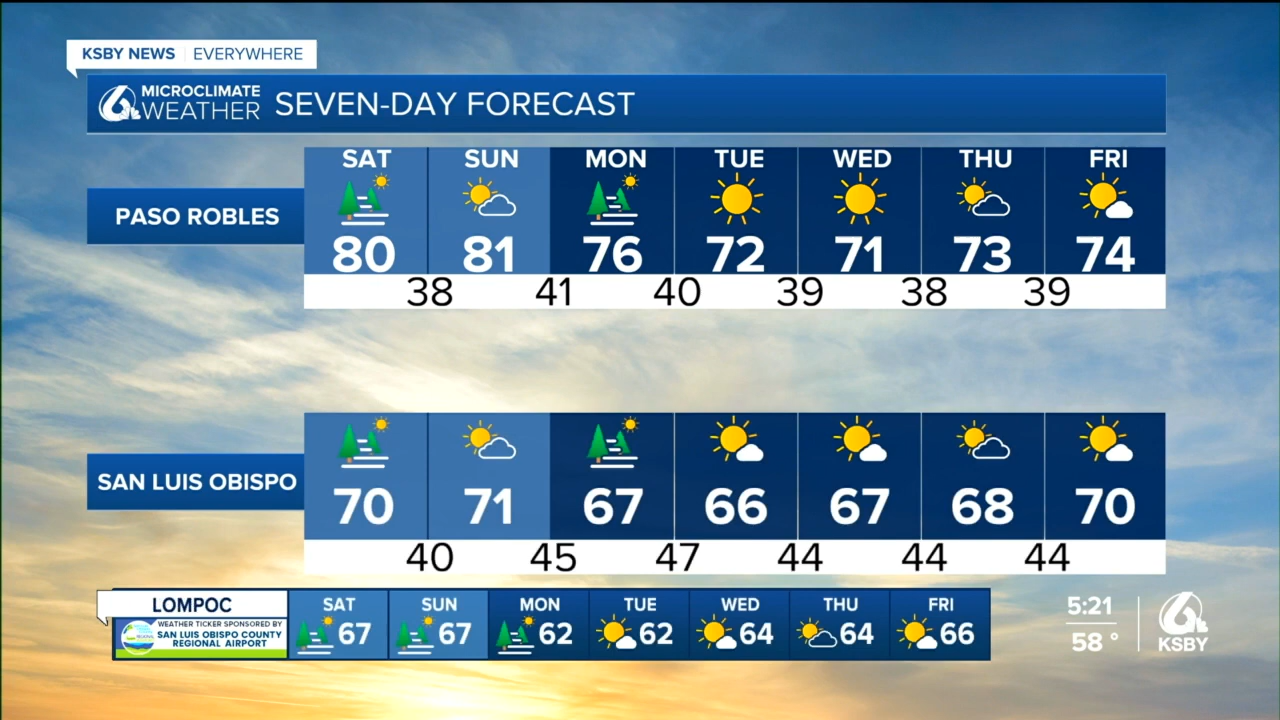 KSBY NEWS | EVERYWHERE
6 MICROCLIMATE
WEATHER
SEVEN-DAY FORECAST
SAT SUN MON TUE WED THU FRI
PASO ROBLES
80 81 76 72 71 73 74
38 41 40 39 38 39
SAN LUIS OBISPO
70 71 67 66 67 68 70
40 45 47 44 44 44
LOMPOC
WEATHER TICKER SPONSORED BY
SAN LUIS OBISPO COUNTY
REGIONAL AIRPORT
SAT SUN MON TUE WED THU FRI
67 67 62 62 64 64 66
5:21
58 °
6
KSBY